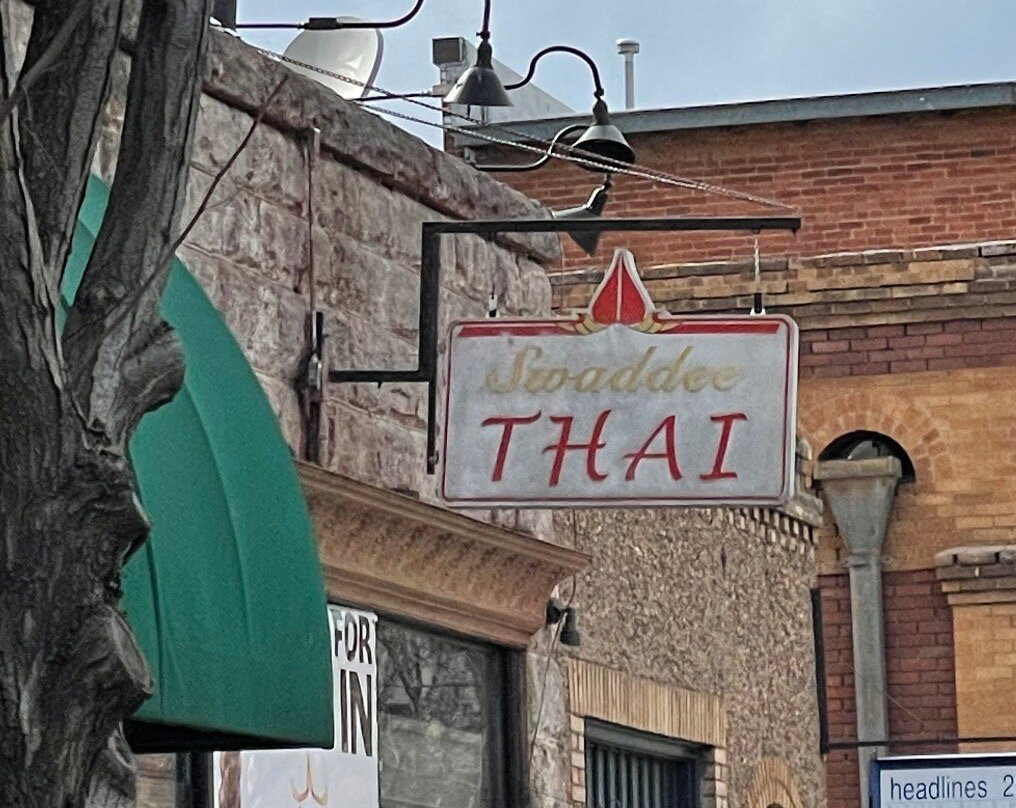 Swaddee
THAI
FOR
IN
headlines 2